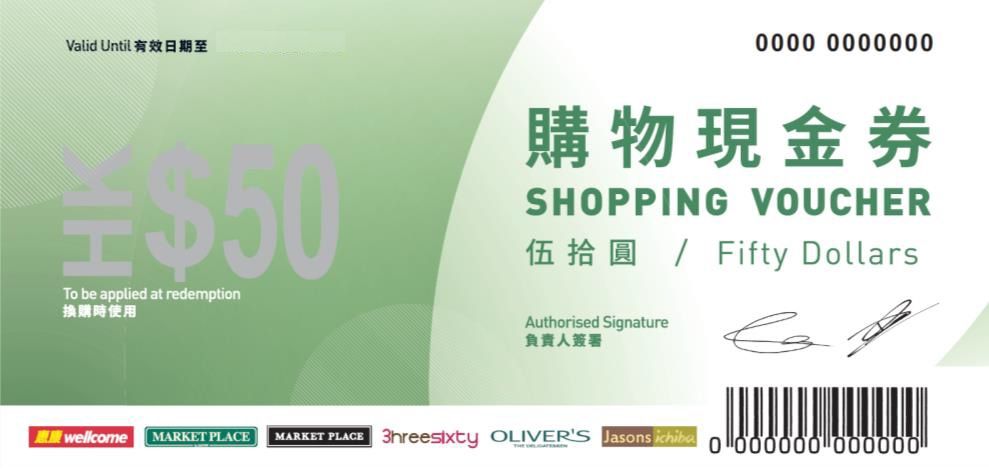 Valid Until 有效日期至
0000 0000000
購物現金券
SHOPPING VOUCHER
伍拾圓 / Fifty Dollars
HK$50
To be applied at redemption
換購時使用
Authorised Signature
負責人簽署
惠康 wellcome
MARKET PLACE
MARKET PLACE
3hreesixty
OLIVER'S
THE DELICATESSEN
Jasons ichiba
0 000000 000000